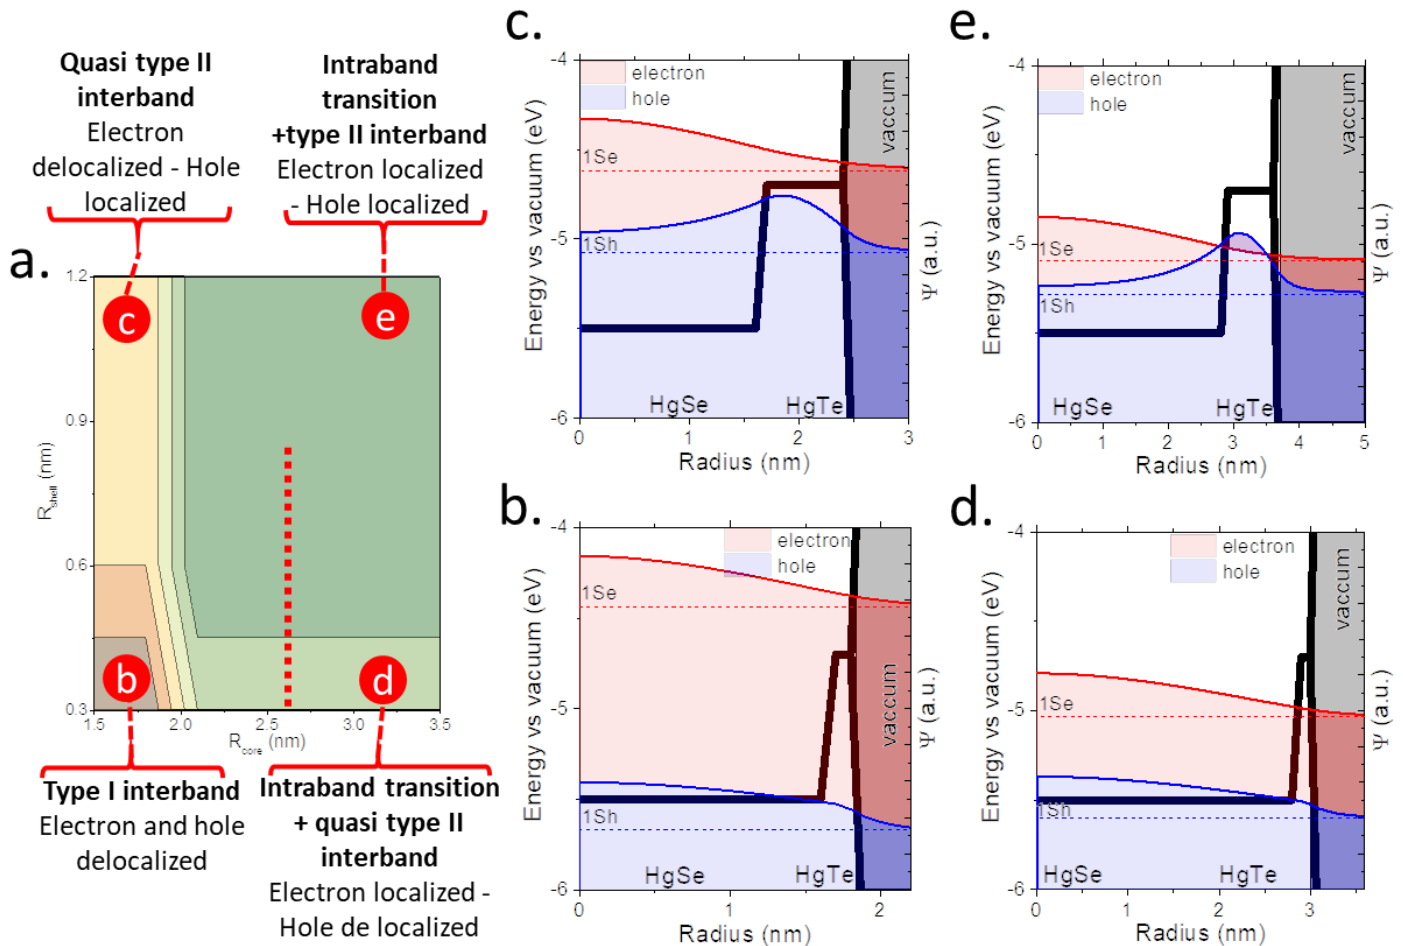 Quasi type II
interband
Electron
delocalized - Hole
localized
Intraband
transition
+type II interband
Electron localized
- Hole localized
a.
1.2
0.9
0.6
0.3
R shell (nm)
c
e
b
d
1.5
2.0
2.5
3.0
3.5
R core (nm)
Type I interband
Electron and hole
delocalized
Intraband transition
+ quasi type II
interband
Electron localized -
Hole de localized
c.
-4
-5
-6
Energy vs vacuum (eV)
electron
hole
1Se
1Sh
HgSe
HgTe
vaccum
Ψ (a.u.)
0
1
2
3
Radius (nm)
e.
-4
-5
-6
Energy vs vacuum (eV)
electron
hole
1Se
1Sh
HgSe
HgTe
vaccum
Ψ (a.u.)
0
1
2
3
4
5
Radius (nm)
b.
-4
-5
-6
Energy vs vacuum (eV)
electron
hole
1Se
1Sh
HgSe
HgTe
vaccum
Ψ (a.u.)
0
1
2
Radius (nm)
d.
-4
-5
-6
Energy vs vacuum (eV)
electron
hole
1Se
1Sh
HgSe
HgTe
vaccum
Ψ (a.u.)
0
1
2
3
Radius (nm)